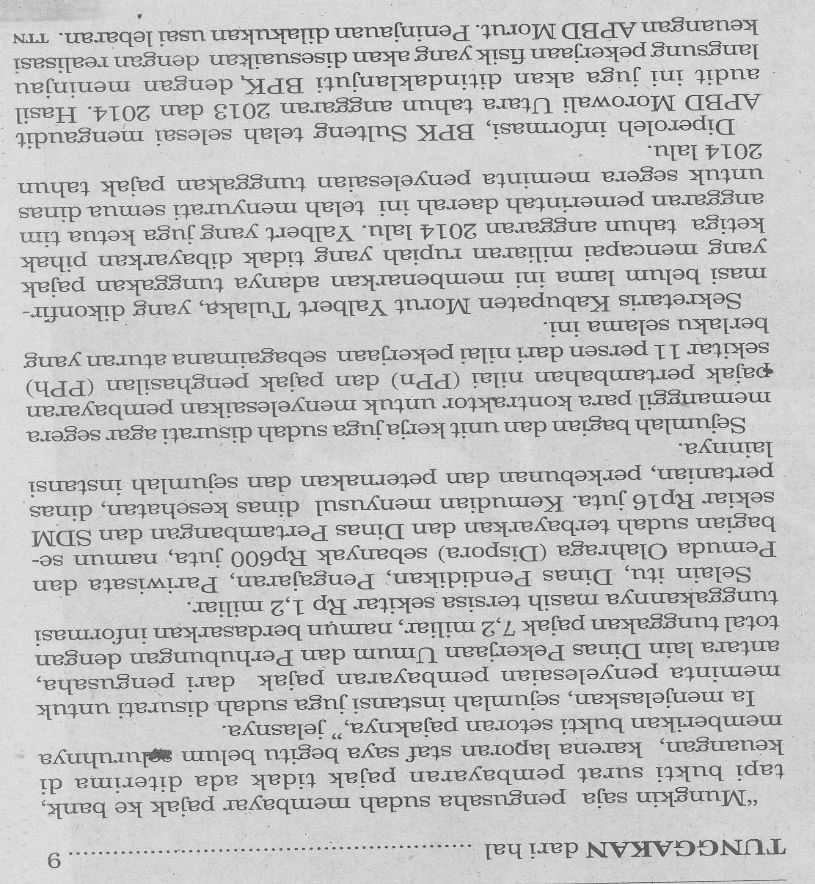 TUNGGAKAN dari hal ........................................ 9
“Mungkin saja pengusaha sudah membayar pajak ke bank,
tapi bukti surat pembayaran pajak tidak ada diterima di
keuangan, karena laporan staf saya begitu belum seluruhnya
memberikan bukti setoran pajaknya,” jelasnya.
Ia menjelaskan, sejumlah instansi juga sudah disurati untuk
meminta penyelesaian pembayaran pajak dari pengusaha,
antara lain Dinas Pekerjaan Umum dan Perhubungan dengan
total tunggakan pajak 7,2 miliar, namun berdasarkan informasi
tunggakannya masih tersisa sekitar Rp 1,2 miliar.
Selain itu, Dinas Pendidikan, Pengajaran, Pariwisata dan
Pemuda Olahraga (Dispora) sebanyak Rp600 juta, namun se-
bagian sudah terbayarkan dan Dinas Pertambangan dan SDM
sekiar Rp16 juta. Kemudian menyusul dinas kesehatan, dinas
pertanian, perkebunan dan peternakan dan sejumlah instansi
lainnya.
Sejumlah bagian dan unit kerja juga sudah disurati agar segera
memanggil para kontraktor untuk menyelesaikan pembayaran
pajak pertambahan nilai (PPn) dan pajak penghasilan (PPh)
sekitar 11 persen dari nilai pekerjaan sebagaimana aturan yang
berlaku selama ini.
Sekretaris Kabupaten Morut Yalbert Tulaka, yang dikonfir-
masi belum lama ini membenarkan adanya tunggakan pajak
yang mencapai miliaran rupiah yang tidak dibayarkan pihak
ketiga tahun anggaran 2014 lalu. Yalbert yang juga ketua tim
anggaran pemerintah daerah ini telah menyurati semua dinas
untuk segera meminta penyelesaian tunggakan pajak tahun
2014 lalu.
Diperoleh informasi, BPK Sulteng telah selesai mengaudit
APBD Morowali Utara tahun anggaran 2013 dan 2014. Hasil
audit ini juga akan ditindaklanjuti BPK, dengan meninjau
langsung pekerjaan fisik yang akan disesuaikan dengan realisasi
keuangan APBD Morut. Peninjauan dilakukan usai lebaran. TTN